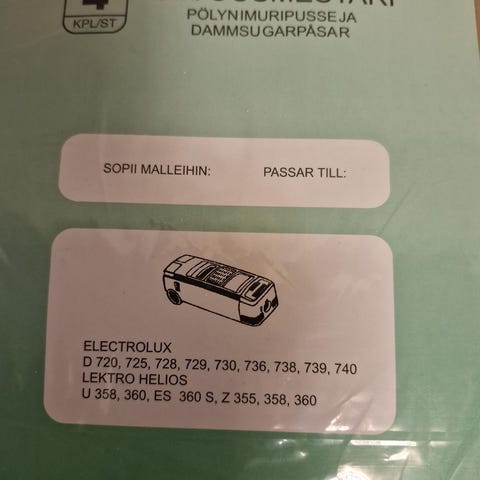 4
KPL/ST
PÖLYNIMURIPUSSEJA
DAMMSUGARPÅSAR
SOPII MALLEIHIN: PASSAR TILL:
ELECTROLUX
D 720, 725, 728, 729, 730, 736, 738, 739, 740
LEKTRO HELIOS
U 358, 360, ES 360 S, Z 355, 358, 360